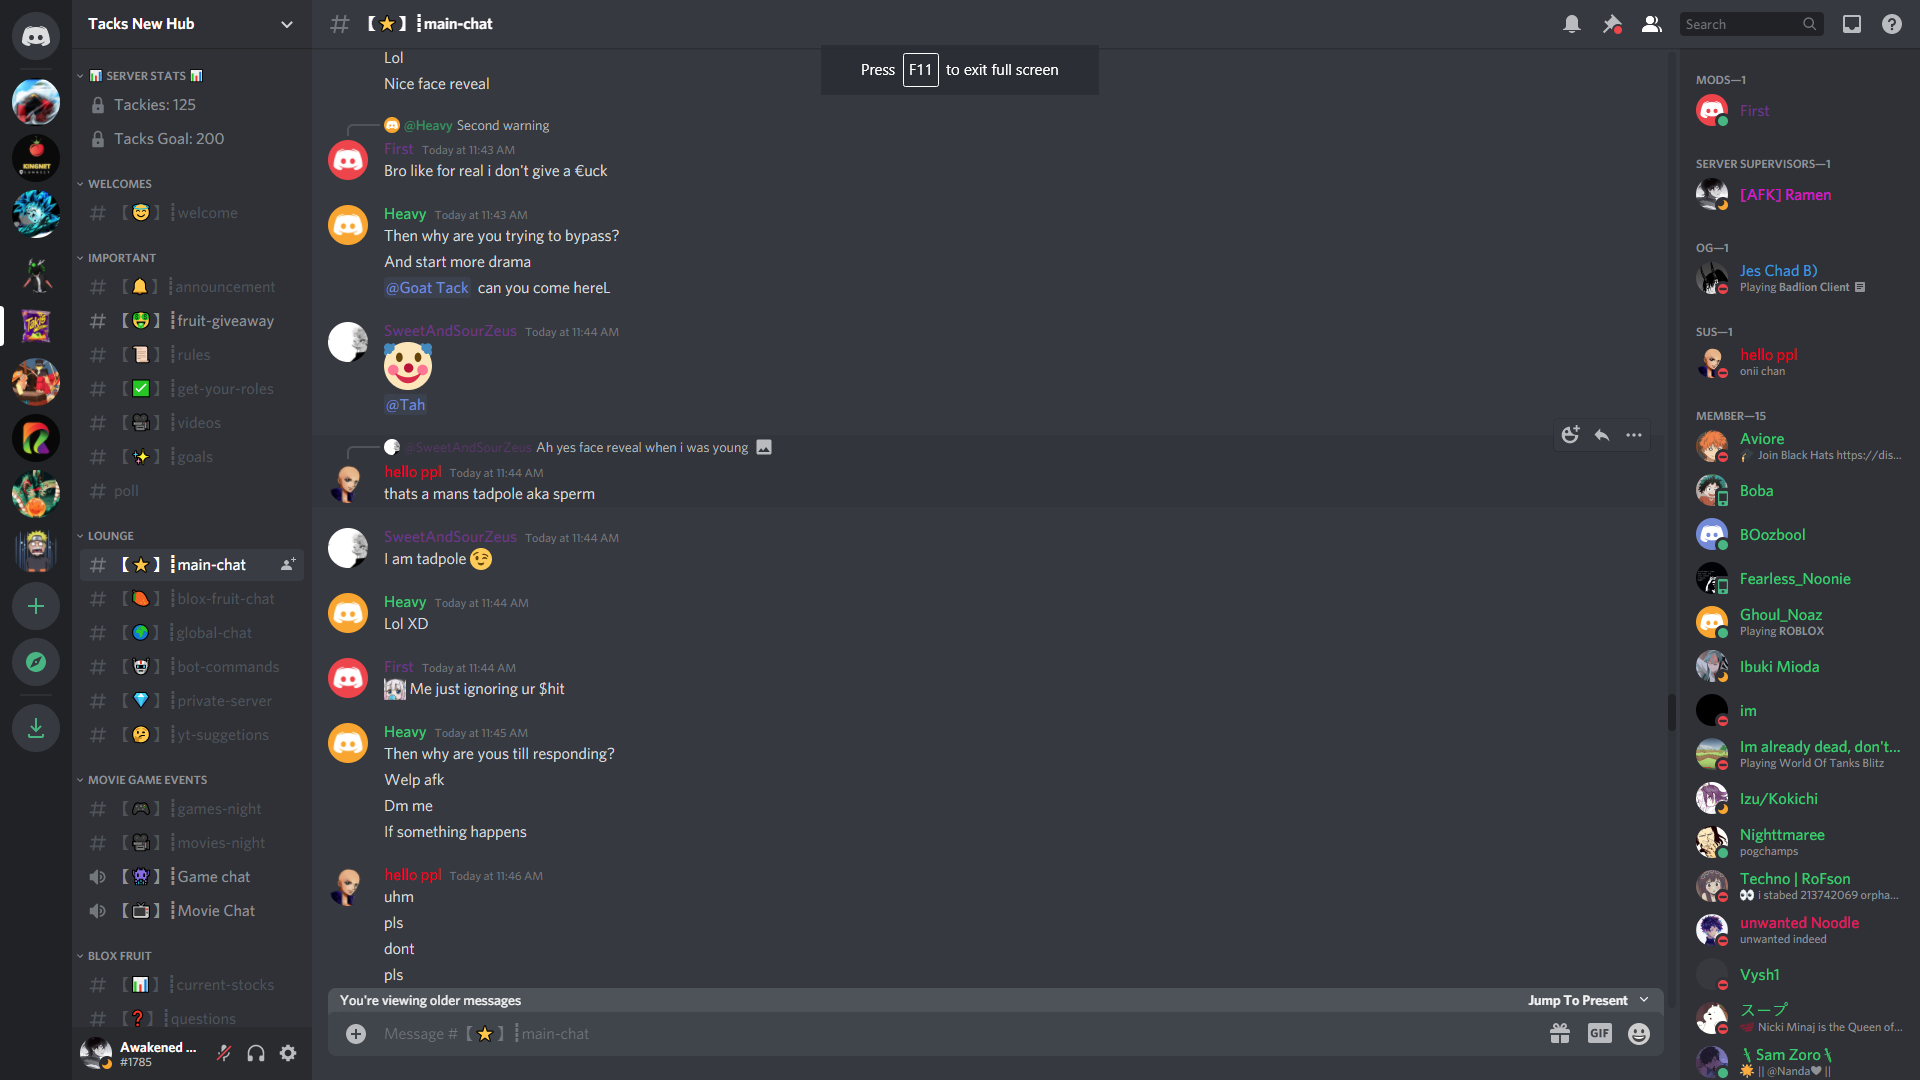 Tacks New Hub
SERVER STATS
Tackies: 125
Tacks Goal: 200
WELCOMES
welcome
IMPORTANT
announcement
fruit-giveaway
rules
get-your-roles
videos
goals
poll
LOUNGE
main-chat
blox-fruit-chat
global-chat
bot-commands
private-server
yt-suggetions
MOVIE GAME EVENTS
games-night
movies-night
Game chat
Movie Chat
BLOX FRUIT
current-stocks
questions
Awakened ...
#1785
# 【⭐】┊main-chat
Search
Press F11 to exit full screen
Lol
Nice face reveal
@Heavy Second warning
First Today at 11:43 AM
Bro like for real i don't give a €uck
Heavy Today at 11:43 AM
Then why are you trying to bypass?
And start more drama
@Goat Tack can you come hereL
SweetAndSourZeus Today at 11:44 AM
@Tah
@SweetAndSourZeus Ah yes face reveal when i was young
hello ppl Today at 11:44 AM
thats a mans tadpole aka sperm
SweetAndSourZeus Today at 11:44 AM
I am tadpole 😉
Heavy Today at 11:44 AM
Lol XD
First Today at 11:44 AM
Me just ignoring ur $hit
Heavy Today at 11:45 AM
Then why are yous till responding?
Welp afk
Dm me
If something happens
hello ppl Today at 11:46 AM
uhm
pls
dont
pls
You're viewing older messages Jump To Present
Message #【⭐】┊main-chat
GIF
MODS—1
First
SERVER SUPERVISORS—1
[AFK] Ramen
OG—1
Jes Chad B)
Playing Badlion Client
SUS—1
hello ppl
onii chan
MEMBER—15
Aviore
Join Black Hats https://dis...
Boba
BOozbool
Fearless_Noonie
Ghoul_Noaz
Playing ROBLOX
Ibuki Mioda
im
Im already dead, don't...
Playing World Of Tanks Blitz
Izu/Kokichi
Nighttmaree
pogchamps
Techno | RoFson
👀 i stabed 213742069 orpha...
unwanted Noodle
unwanted indeed
Vysh1
スープ
Nicki Minaj is the Queen of...
Sam Zoro
|| @Nanda🖤 ||